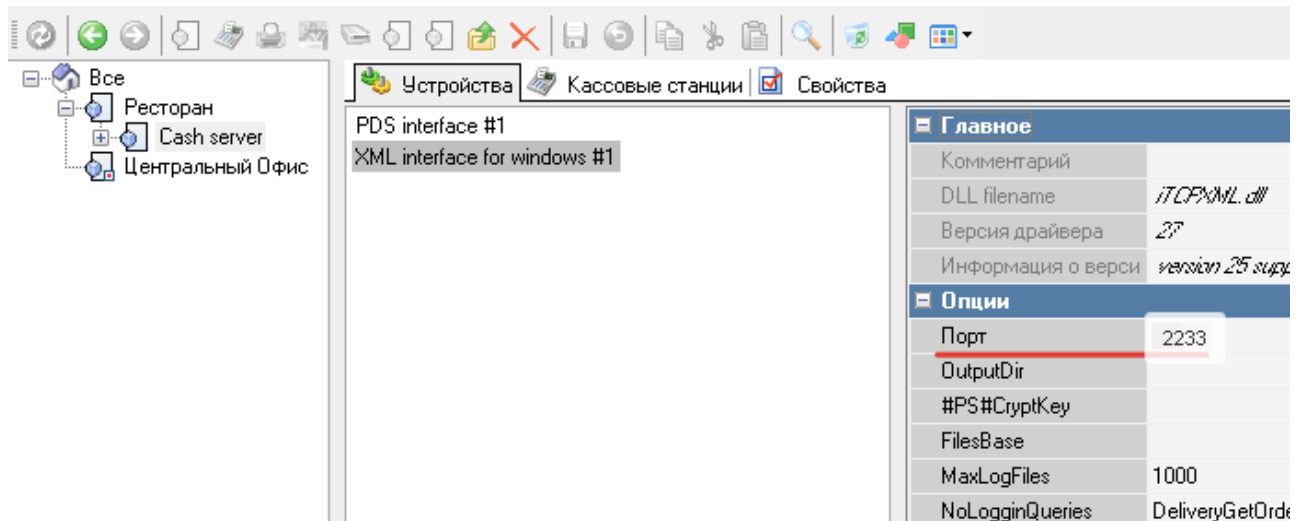 Все
Ресторан
Cash server
Центральный Офис
Устройства Кассовые станции Свойства
PDS interface #1
XML interface for windows #1
Главное
Комментарий
DLL filename iTCPXML.dll
Версия драйвера 27
Информация о верси version 25 supp
Опции
Порт 2233
OutputDir
#PS#CryptKey
FilesBase
MaxLogFiles 1000
NoLogginQueries DeliveryGetOrde